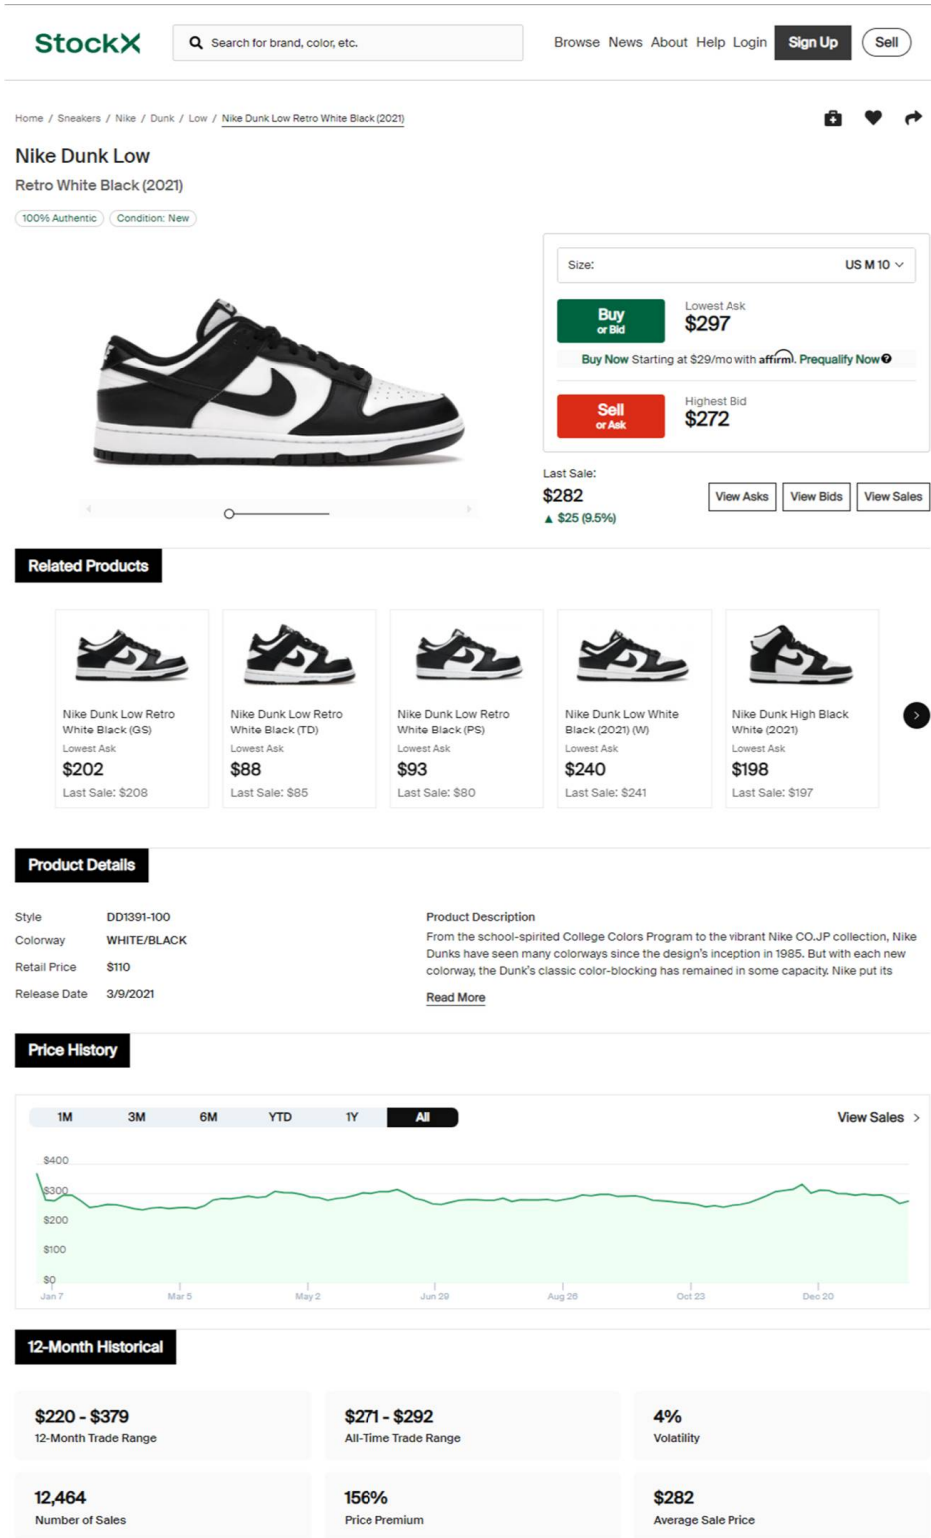 StockX
Search for brand, color, etc.
Browse News About Help Login Sign Up Sell
Home / Sneakers / Nike / Dunk / Low / Nike Dunk Low Retro White Black (2021)
Nike Dunk Low
Retro White Black (2021)
100% Authentic Condition: New
Size: US M 10
Buy
or Bid
Lowest Ask
$297
Buy Now Starting at $29/mo with affirm. Prequalify Now
Sell
or Ask
Highest Bid
$272
Last Sale:
$282
▲ $25 (9.5%)
View Asks View Bids View Sales
Related Products
Nike Dunk Low Retro
White Black (GS)
Lowest Ask
$202
Last Sale: $208
Nike Dunk Low Retro
White Black (TD)
Lowest Ask
$88
Last Sale: $85
Nike Dunk Low Retro
White Black (PS)
Lowest Ask
$93
Last Sale: $80
Nike Dunk Low White
Black (2021) (W)
Lowest Ask
$240
Last Sale: $241
Nike Dunk High Black
White (2021)
Lowest Ask
$198
Last Sale: $197
Product Details
Style DD1391-100
Colorway WHITE/BLACK
Retail Price $110
Release Date 3/9/2021
Product Description
From the school-spirited College Colors Program to the vibrant Nike CO.JP collection, Nike
Dunks have seen many colorways since the design's inception in 1985. But with each new
colorway, the Dunk's classic color-blocking has remained in some capacity. Nike put its
Read More
Price History
1M 3M 6M YTD 1Y All
View Sales >
$400
$300
$200
$100
$0
Jan 7 Mar 5 May 2 Jun 29 Aug 26 Oct 23 Dec 20
12-Month Historical
$220 - $379
12-Month Trade Range
$271 - $292
All-Time Trade Range
4%
Volatility
12,464
Number of Sales
156%
Price Premium
$282
Average Sale Price